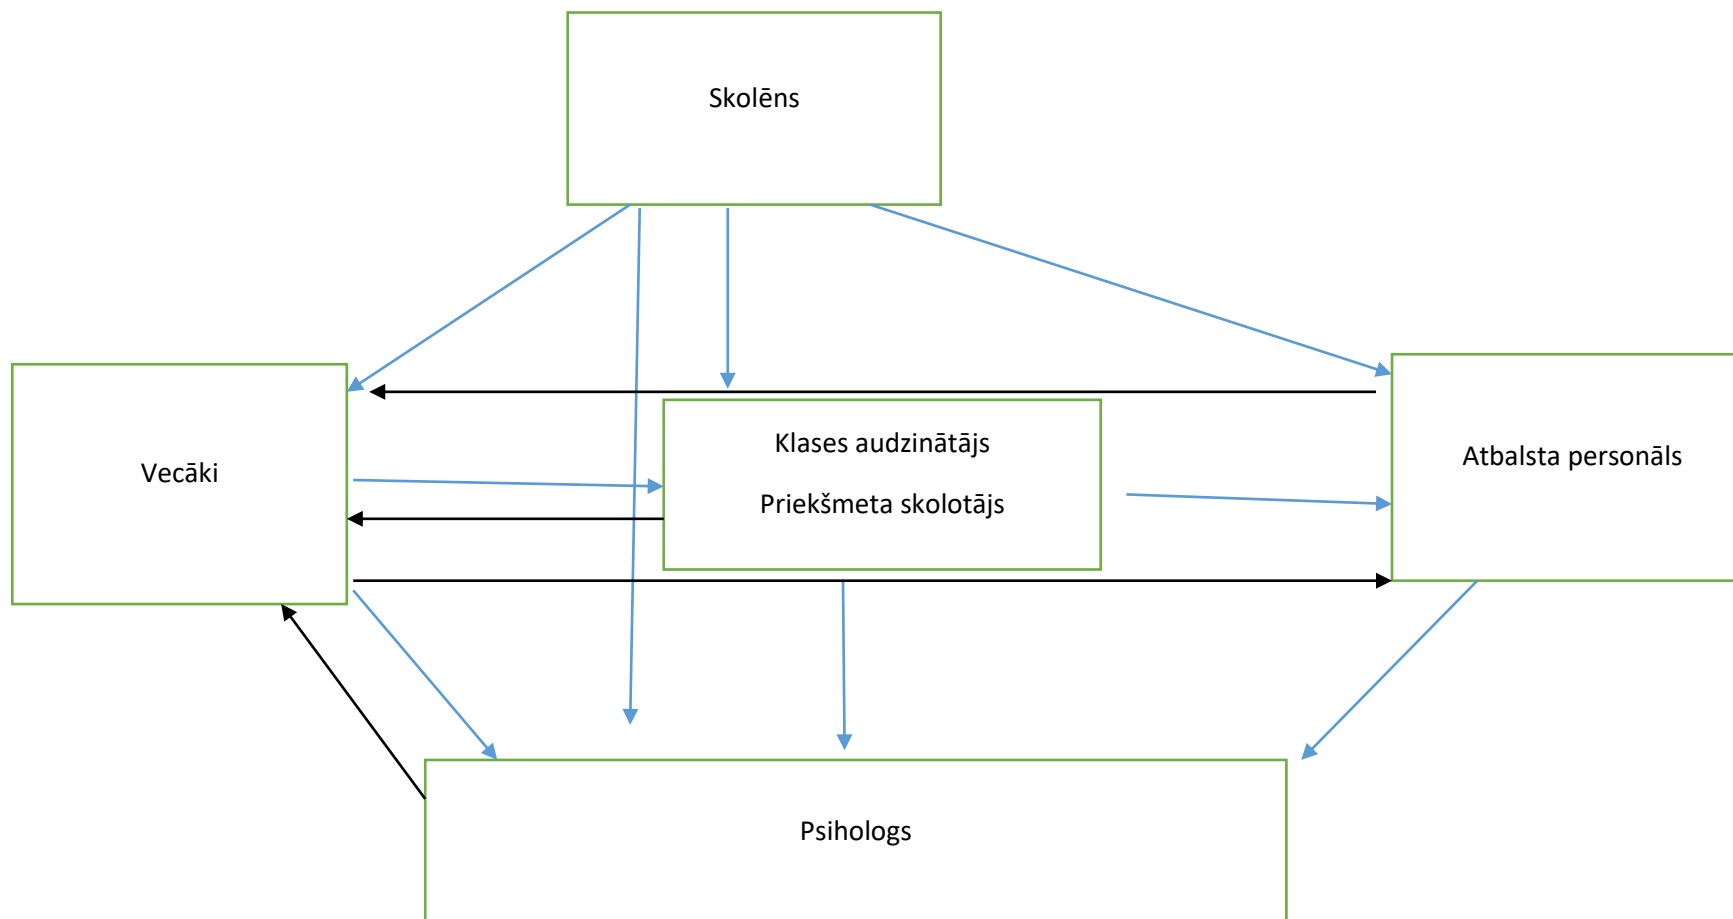 Skolēns
Vecāki
Klases audzinātājs
Priekšmeta skolotājs
Atbalsta personāls
Psihologs